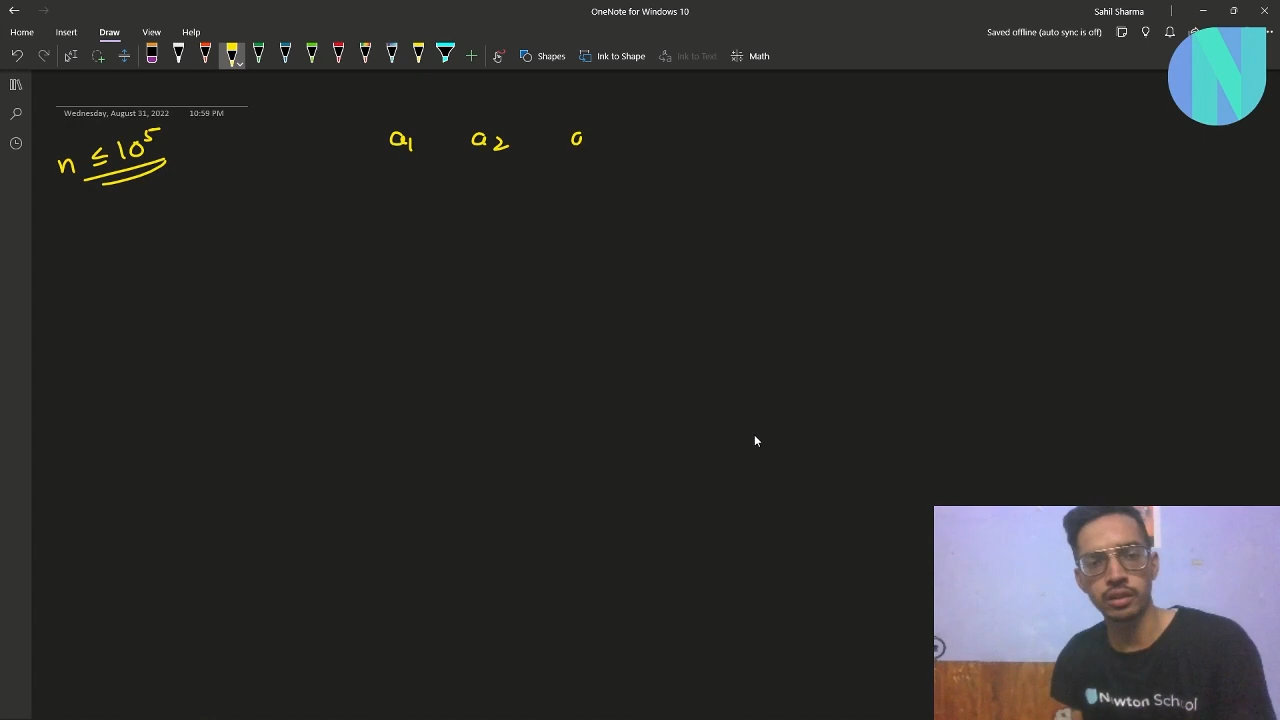 OneNote for Windows 10
Sahil Sharma
Home Insert Draw View Help
Saved offline (auto sync is off)
Shapes Ink to Shape Ink to Text Math
Wednesday, August 31, 2022 10:59 PM
n ≤ 10⁵
a₁ a₂ a
N
Newton School